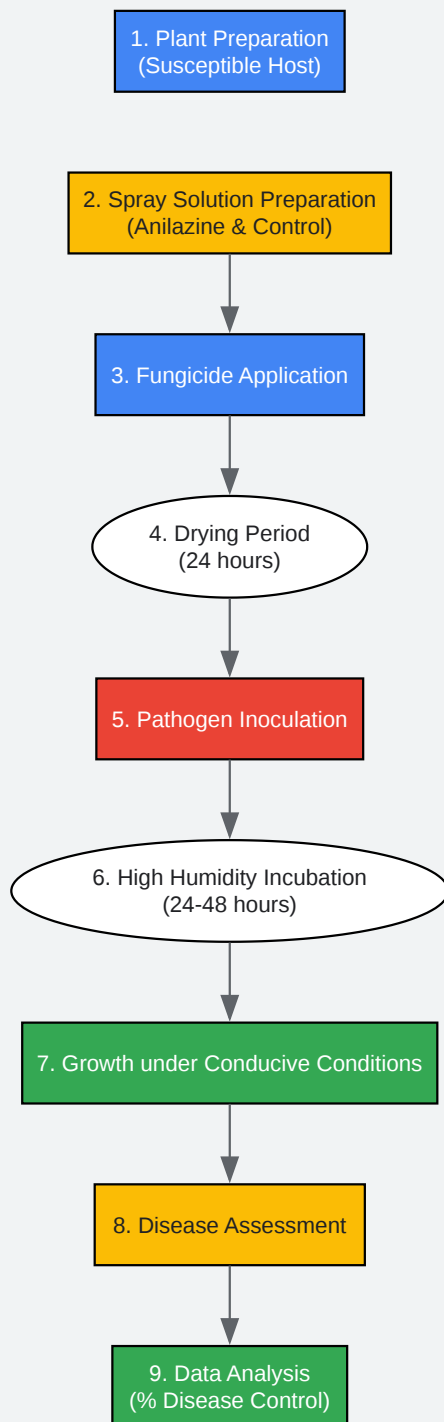 1. Plant Preparation
(Susceptible Host)
2. Spray Solution Preparation
(Anilazine & Control)
3. Fungicide Application
4. Drying Period
(24 hours)
5. Pathogen Inoculation
6. High Humidity Incubation
(24-48 hours)
7. Growth under Conducive Conditions
8. Disease Assessment
9. Data Analysis
(% Disease Control)